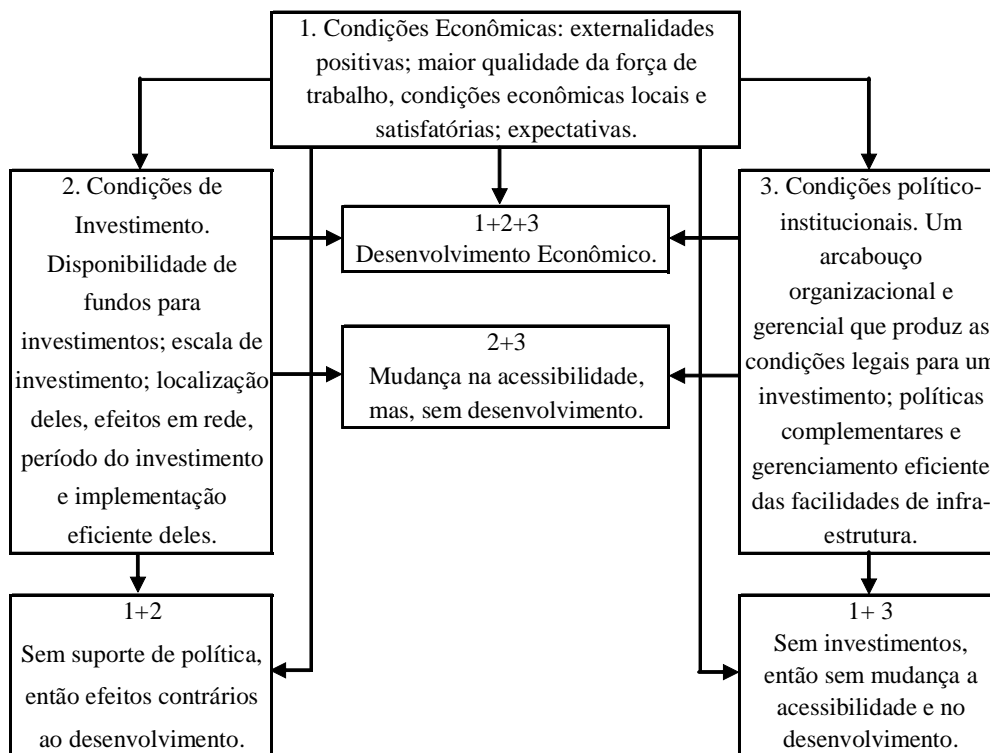 1. Condições Econômicas: externalidades
positivas; maior qualidade da força de
trabalho, condições econômicas locais e
satisfatórias; expectativas.
2. Condições de
Investimento.
Disponibilidade de
fundos para
investimentos; escala de
investimento; localização
deles, efeitos em rede,
período do investimento
e implementação
eficiente deles.
1+2+3
Desenvolvimento Econômico.
2+3
Mudança na acessibilidade,
mas, sem desenvolvimento.
3. Condições político-
institucionais. Um
arcabouço
organizacional e
gerencial que produz as
condições legais para um
investimento; políticas
complementares e
gerenciamento eficiente
das facilidades de infra-
estrutura.
1+2
Sem suporte de política,
então efeitos contrários
ao desenvolvimento.
1+ 3
Sem investimentos,
então sem mudança a
acessibilidade e no
desenvolvimento.